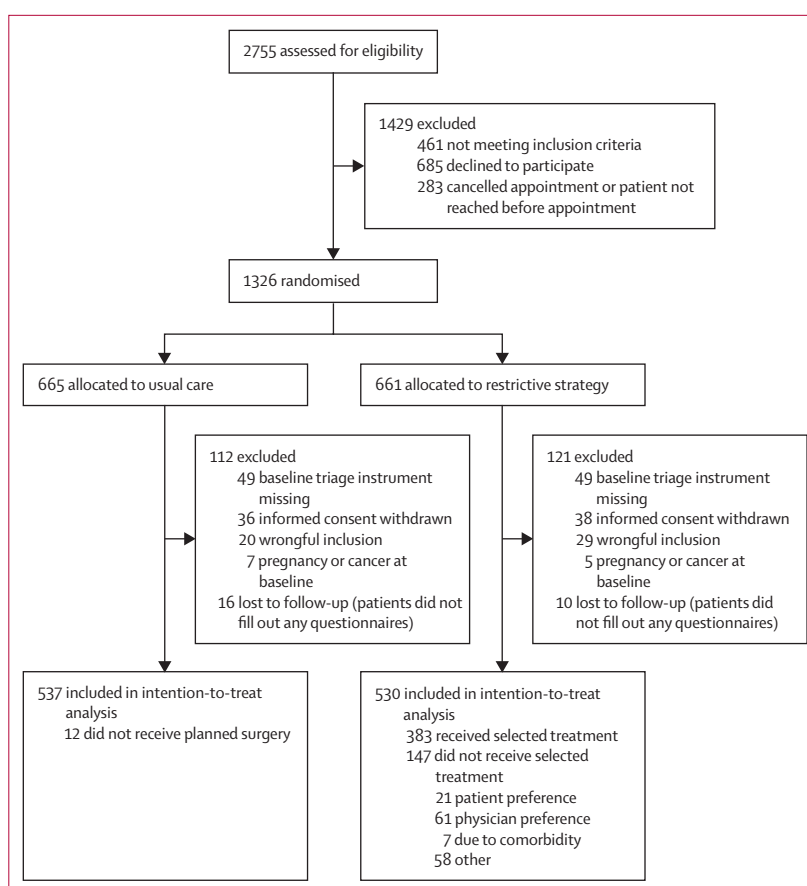 2755 assessed for eligibility
1429 excluded
461 not meeting inclusion criteria
685 declined to participate
283 cancelled appointment or patient not
reached before appointment
1326 randomised
665 allocated to usual care
661 allocated to restrictive strategy
112 excluded
49 baseline triage instrument
missing
36 informed consent withdrawn
20 wrongful inclusion
7 pregnancy or cancer at
baseline
16 lost to follow-up (patients did not
fill out any questionnaires)
121 excluded
49 baseline triage instrument
missing
38 informed consent withdrawn
29 wrongful inclusion
5 pregnancy or cancer at
baseline
10 lost to follow-up (patients did
not fill out any questionnaires)
537 included in intention-to-treat
analysis
12 did not receive planned surgery
530 included in intention-to-treat
analysis
383 received selected treatment
147 did not receive selected
treatment
21 patient preference
61 physician preference
7 due to comorbidity
58 other